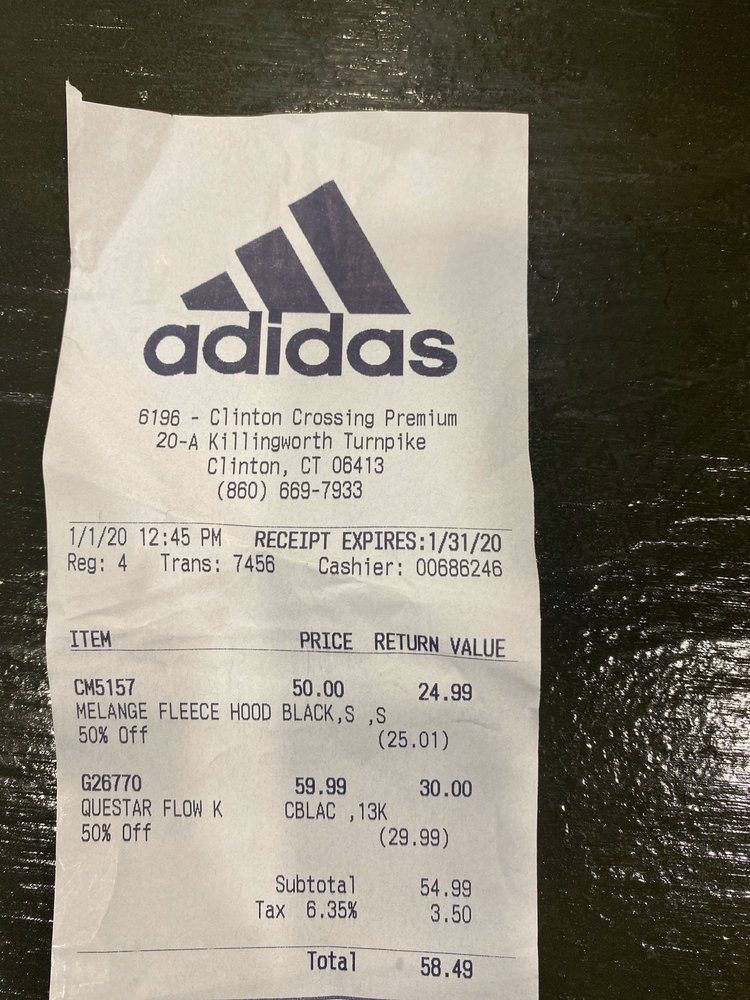 adidas
6196 - Clinton Crossing Premium
20-A Killingworth Turnpike
Clinton, CT 06413
(860) 669-7933
1/1/20 12:45 PM RECEIPT EXPIRES:1/31/20
Reg: 4 Trans: 7456 Cashier: 00686246
ITEM PRICE RETURN VALUE
CM5157 50.00 24.99
MELANGE FLEECE HOOD BLACK,S ,S
50% Off (25.01)
G26770 59.99 30.00
QUESTAR FLOW K CBLAC ,13K
50% Off (29.99)
Subtotal 54.99
Tax 6.35% 3.50
Total 58.49